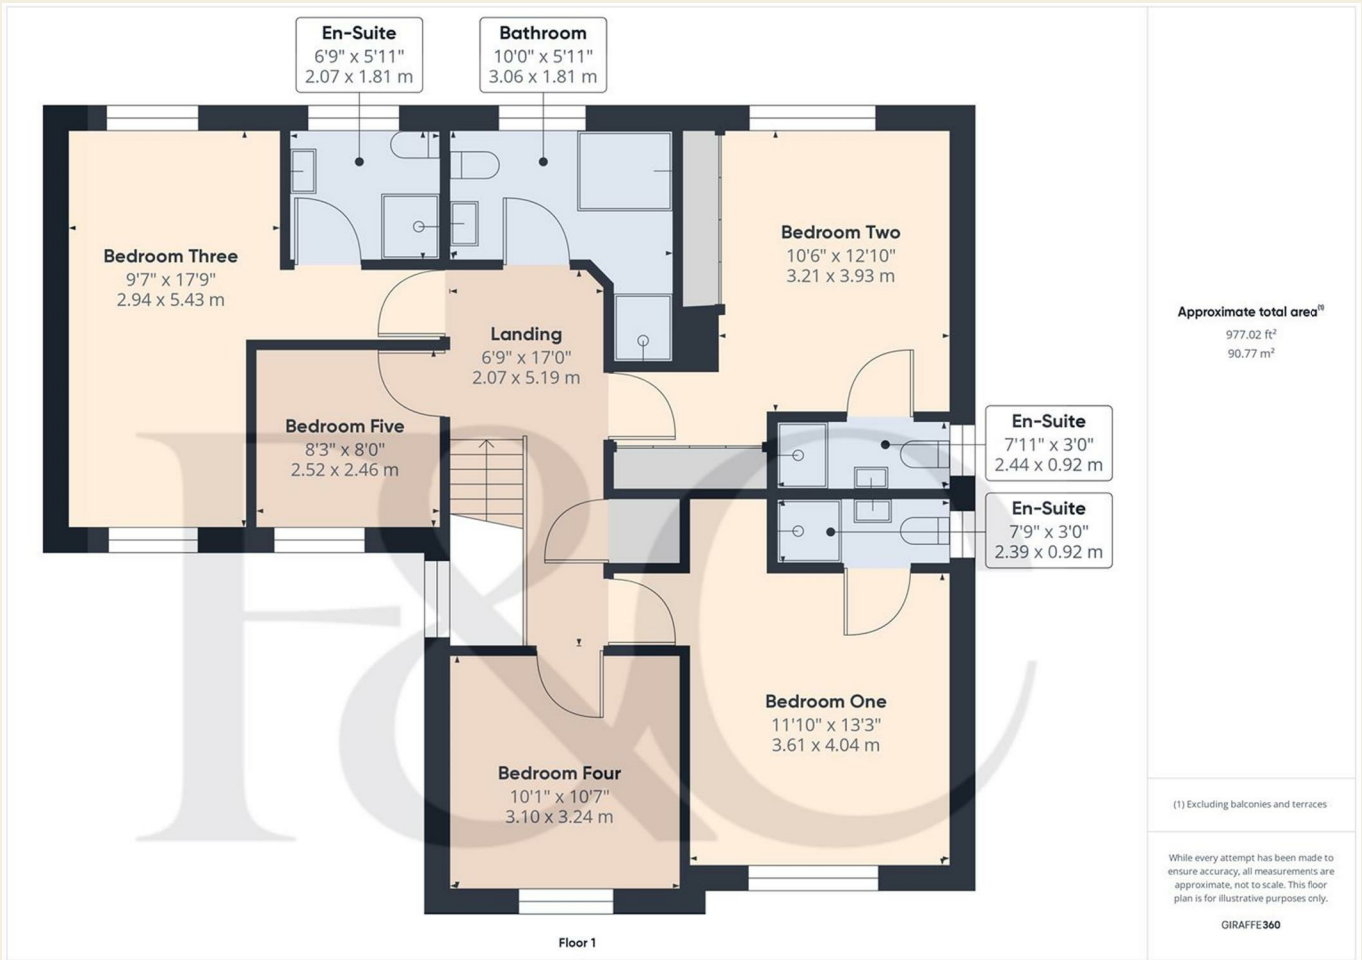 En-Suite
6'9" x 5'11"
2.07 x 1.81 m
Bathroom
10'0" x 5'11"
3.06 x 1.81 m
Bedroom Three
9'7" x 17'9"
2.94 x 5.43 m
Bedroom Two
10'6" x 12'10"
3.21 x 3.93 m
Landing
6'9" x 17'0"
2.07 x 5.19 m
Bedroom Five
8'3" x 8'0"
2.52 x 2.46 m
En-Suite
7'11" x 3'0"
2.44 x 0.92 m
En-Suite
7'9" x 3'0"
2.39 x 0.92 m
Bedroom One
11'10" x 13'3"
3.61 x 4.04 m
Bedroom Four
10'1" x 10'7"
3.10 x 3.24 m
F&C
Floor 1
Approximate total area⁽¹⁾
977.02 ft²
90.77 m²
(1) Excluding balconies and terraces
While every attempt has been made to
ensure accuracy, all measurements are
approximate, not to scale. This floor
plan is for illustrative purposes only.
GIRAFFE360